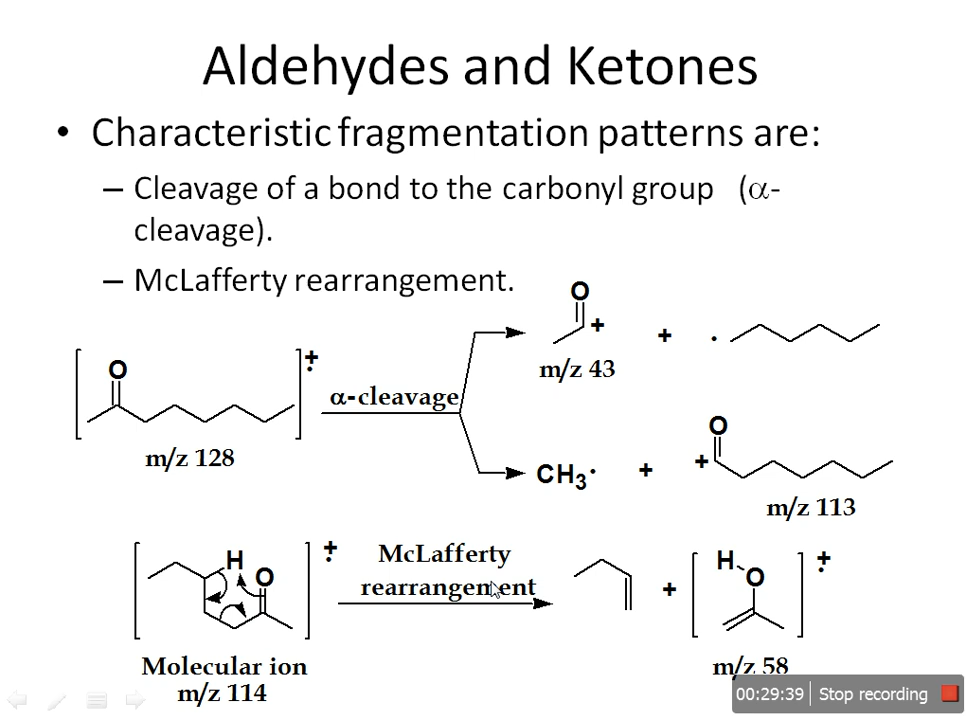 Aldehydes and Ketones
• Characteristic fragmentation patterns are:
– Cleavage of a bond to the carbonyl group (α-
cleavage).
– McLafferty rearrangement.
O
+
+
m/z 43
O
+
α-cleavage
m/z 128
O
+
CH3·
+
m/z 113
H
O
+
McLafferty
rearrangement
+
H
O
+
Molecular ion
m/z 114
m/z 58
00:29:39 Stop recording